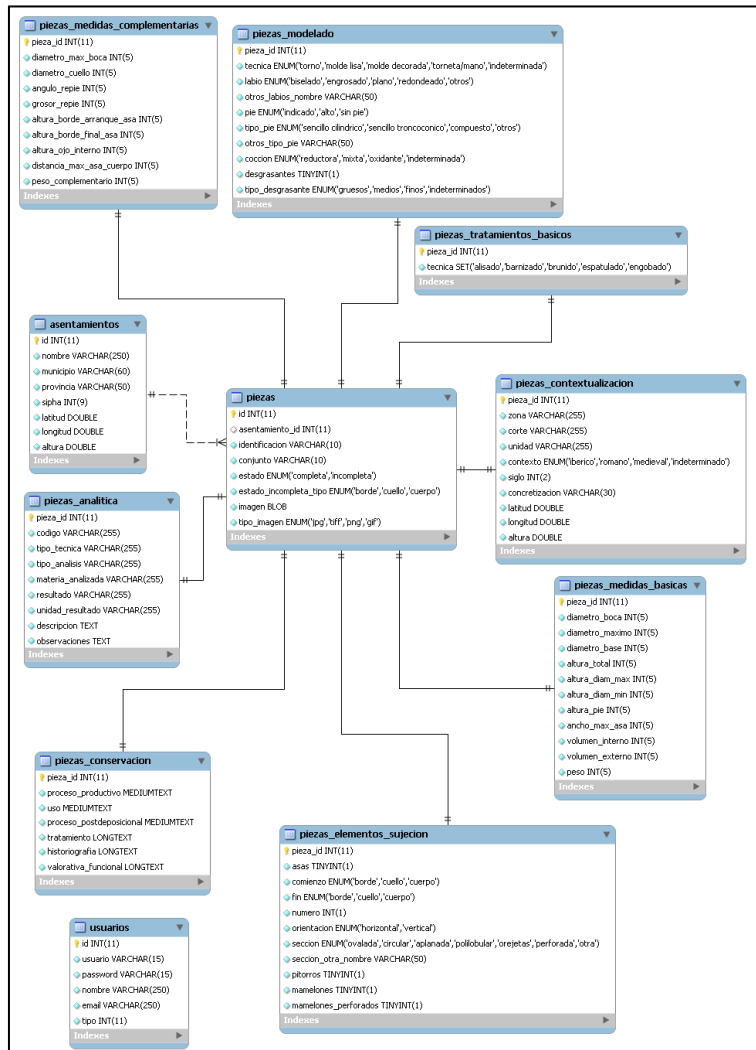 piezas_medidas_complementarias
pieza_id INT(11)
diametro_max_boca INT(5)
diametro_cuello INT(5)
angulo_repie INT(5)
grosor_repie INT(5)
altura_borde_arranque_asa INT(5)
altura_borde_final_asa INT(5)
altura_ojo_interno INT(5)
distancia_max_asa_cuerpo INT(5)
peso_complementario INT(5)
Indexes
piezas_modelado
pieza_id INT(11)
tecnica ENUM('torno','molde lisa','molde decorada','torneta/mano','indeterminada')
labio ENUM('biselado','engrosado','plano','redondeado','otros')
otros_labios_nombre VARCHAR(50)
pie ENUM('indicado','alto','sin pie')
tipo_pie ENUM('sencillo cilindrico','sencillo troncoconico','compuesto','otros')
otros_tipo_pie VARCHAR(50)
coccion ENUM('reductora','mixta','oxidante','indeterminada')
desgrasantes TINYINT(1)
tipo_desgrasante ENUM('gruesos','medios','finos','indeterminados')
Indexes
piezas_tratamientos_basicos
pieza_id INT(11)
tecnica SET('alisado','barnizado','brunido','espatulado','engobado')
Indexes
asentamientos
id INT(11)
nombre VARCHAR(250)
municipio VARCHAR(60)
provincia VARCHAR(50)
sipha INT(9)
latitud DOUBLE
longitud DOUBLE
altura DOUBLE
Indexes
piezas
id INT(11)
asentamiento_id INT(11)
identificacion VARCHAR(10)
conjunto VARCHAR(10)
estado ENUM('completa','incompleta')
estado_incompleta_tipo ENUM('borde','cuello','cuerpo')
imagen BLOB
tipo_imagen ENUM('jpg','tiff','png','gif')
Indexes
piezas_contextualizacion
pieza_id INT(11)
zona VARCHAR(255)
corte VARCHAR(255)
unidad VARCHAR(255)
contexto ENUM('iberico','romano','medieval','indeterminado')
siglo INT(2)
concretizacion VARCHAR(30)
latitud DOUBLE
longitud DOUBLE
altura DOUBLE
Indexes
piezas_analitica
pieza_id INT(11)
codigo VARCHAR(255)
tipo_tecnica VARCHAR(255)
tipo_analisis VARCHAR(255)
materia_analizada VARCHAR(255)
resultado VARCHAR(255)
unidad_resultado VARCHAR(255)
descripcion TEXT
observaciones TEXT
Indexes
piezas_medidas_basicas
pieza_id INT(11)
diametro_boca INT(5)
diametro_maximo INT(5)
diametro_base INT(5)
altura_total INT(5)
altura_diam_max INT(5)
altura_diam_min INT(5)
altura_pie INT(5)
ancho_max_asa INT(5)
volumen_interno INT(5)
volumen_externo INT(5)
peso INT(5)
Indexes
piezas_conservacion
pieza_id INT(11)
proceso_productivo MEDIUMTEXT
uso MEDIUMTEXT
proceso_postdeposicional MEDIUMTEXT
tratamiento LONGTEXT
historiografia LONGTEXT
valorativa_funcional LONGTEXT
Indexes
piezas_elementos_sujecion
pieza_id INT(11)
asas TINYINT(1)
comienzo ENUM('borde','cuello','cuerpo')
fin ENUM('borde','cuello','cuerpo')
numero INT(1)
orientacion ENUM('horizontal','vertical')
seccion ENUM('ovalada','circular','aplanada','polilobular','orejetas','perforada','otra')
seccion_otra_nombre VARCHAR(50)
pitorros TINYINT(1)
mamelones TINYINT(1)
mamelones_perforados TINYINT(1)
Indexes
usuarios
id INT(11)
usuario VARCHAR(15)
password VARCHAR(15)
nombre VARCHAR(250)
email VARCHAR(250)
tipo INT(11)
Indexes